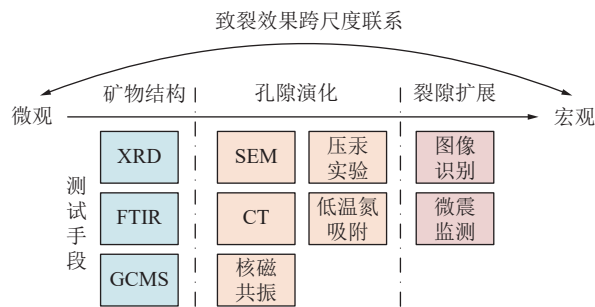 致裂效果跨尺度联系
矿物结构
孔隙演化
裂隙扩展
微观
宏观
测试手段
XRD
FTIR
GCMS
SEM
CT
核磁
共振
压汞
实验
低温氮
吸附
图像
识别
微震
监测